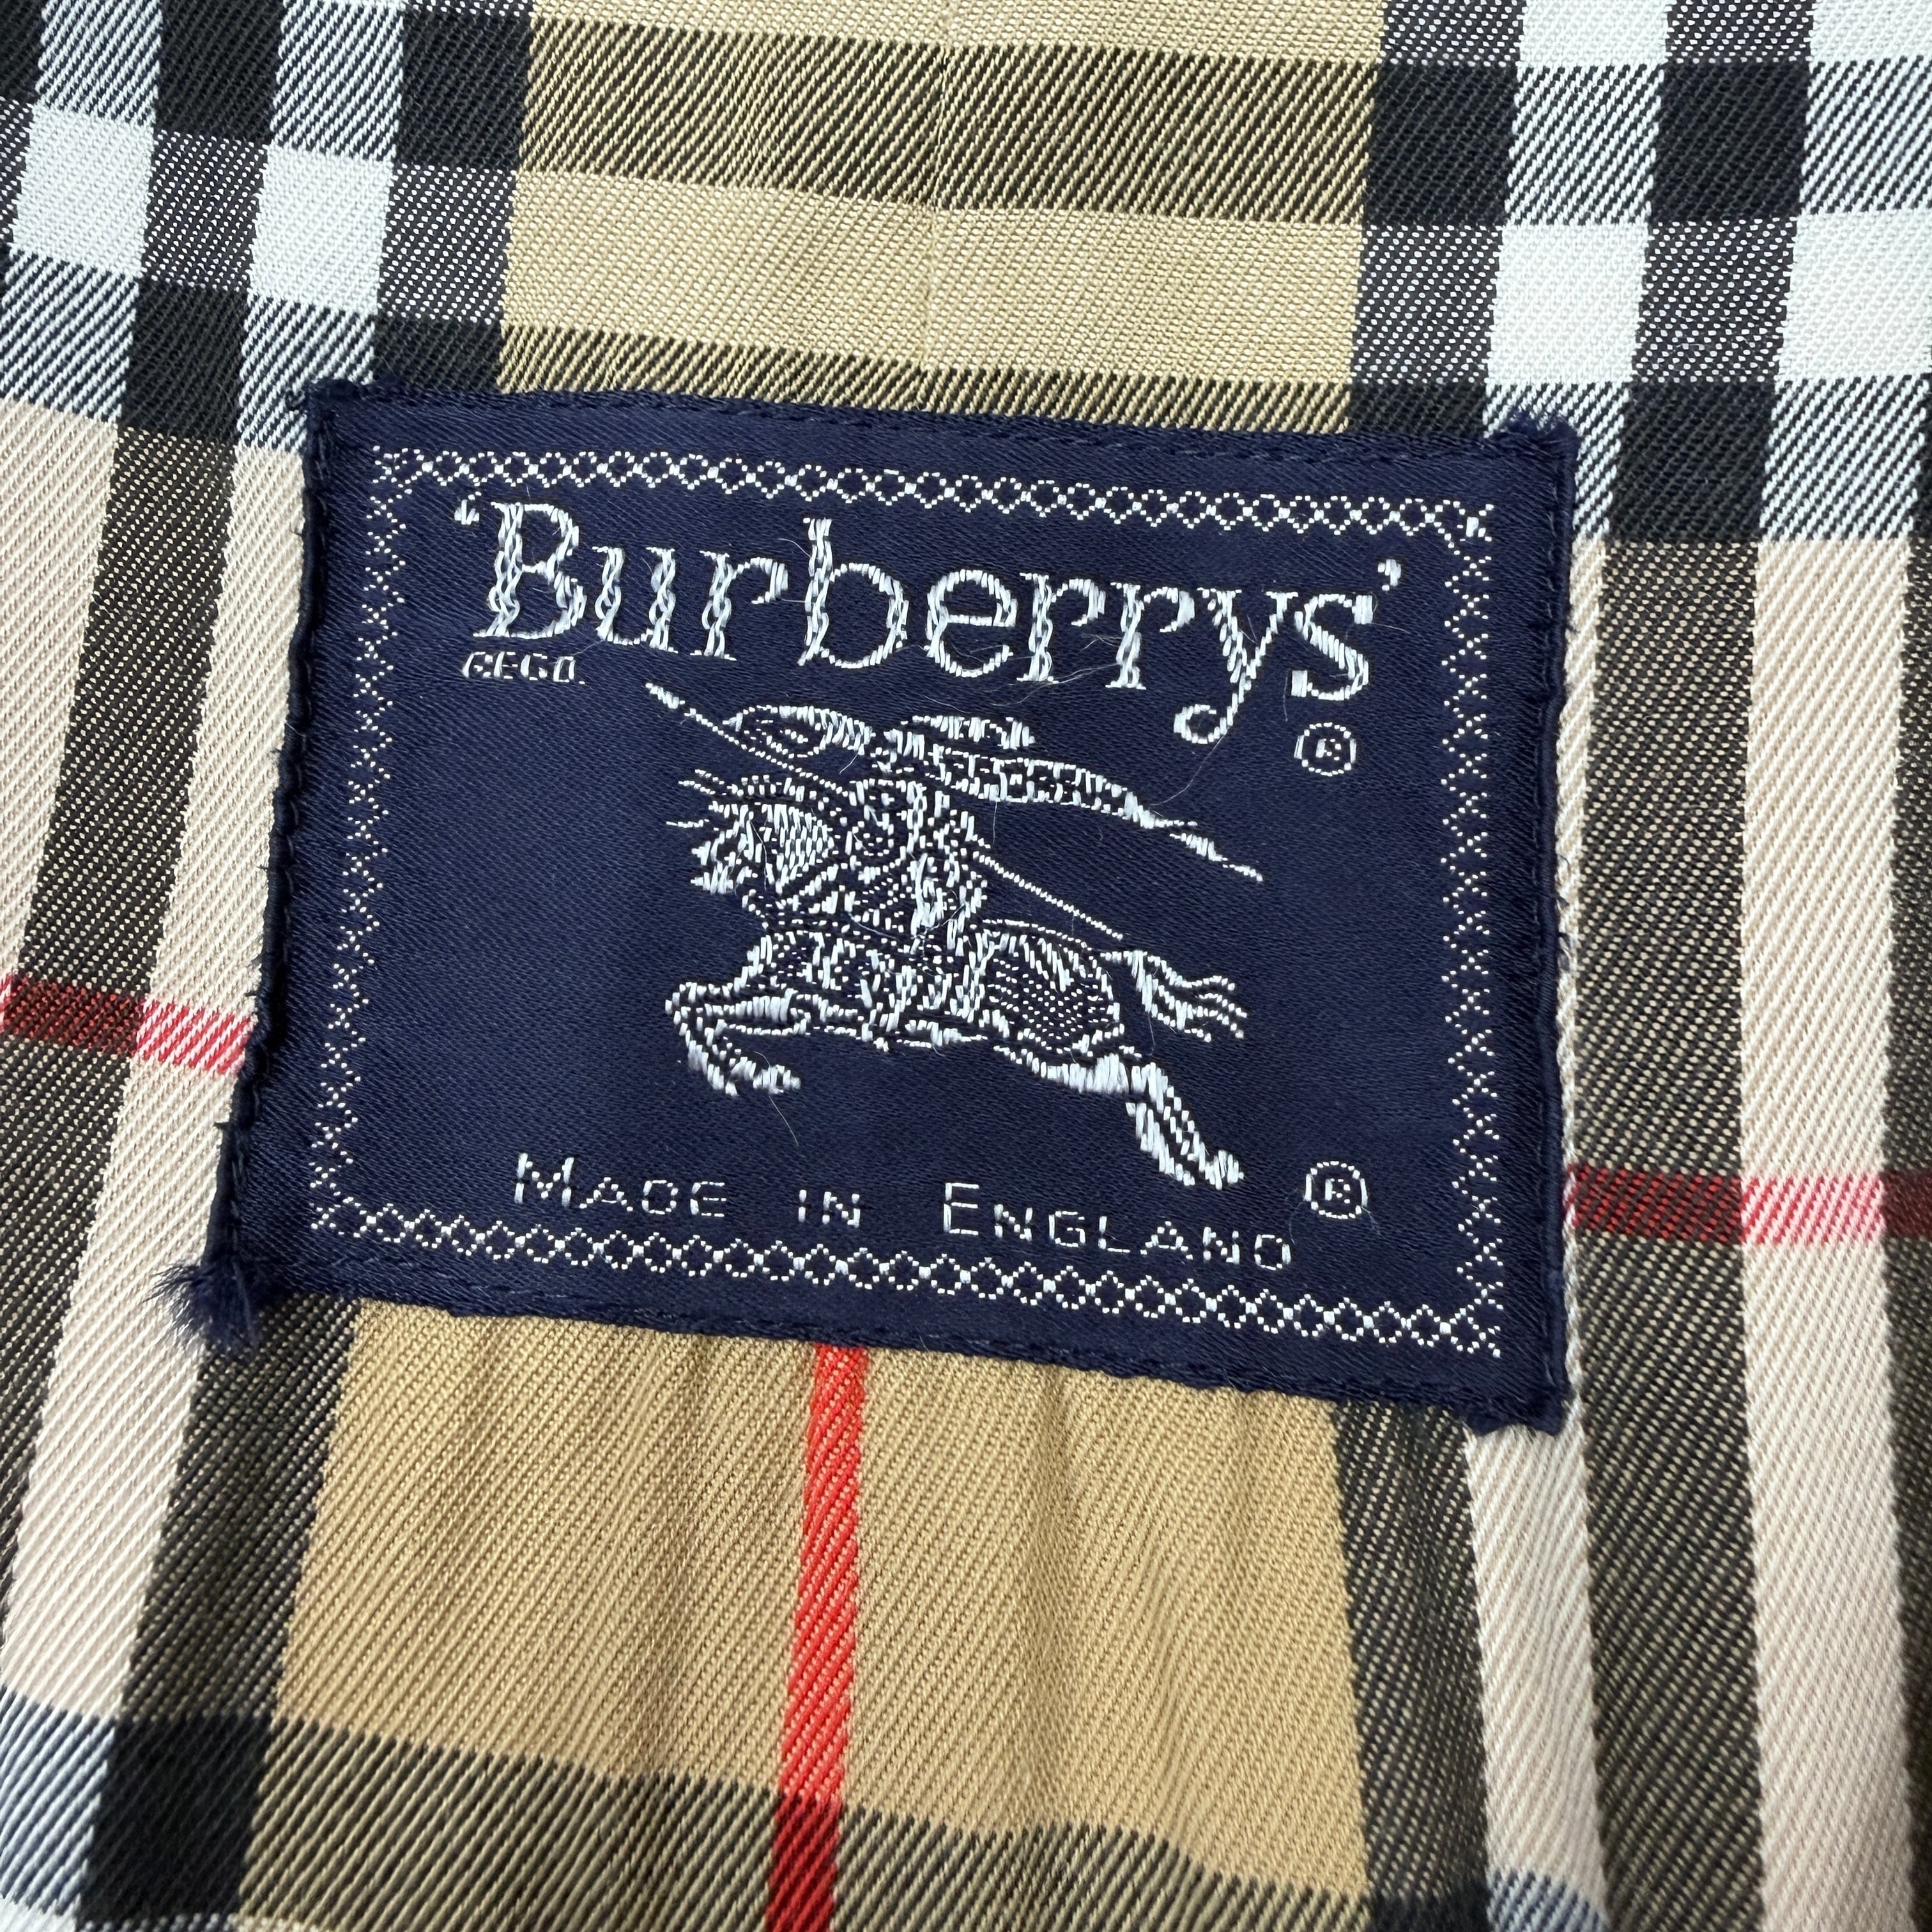 'Burberrys'
REGD.
®
MADE IN ENGLAND ®